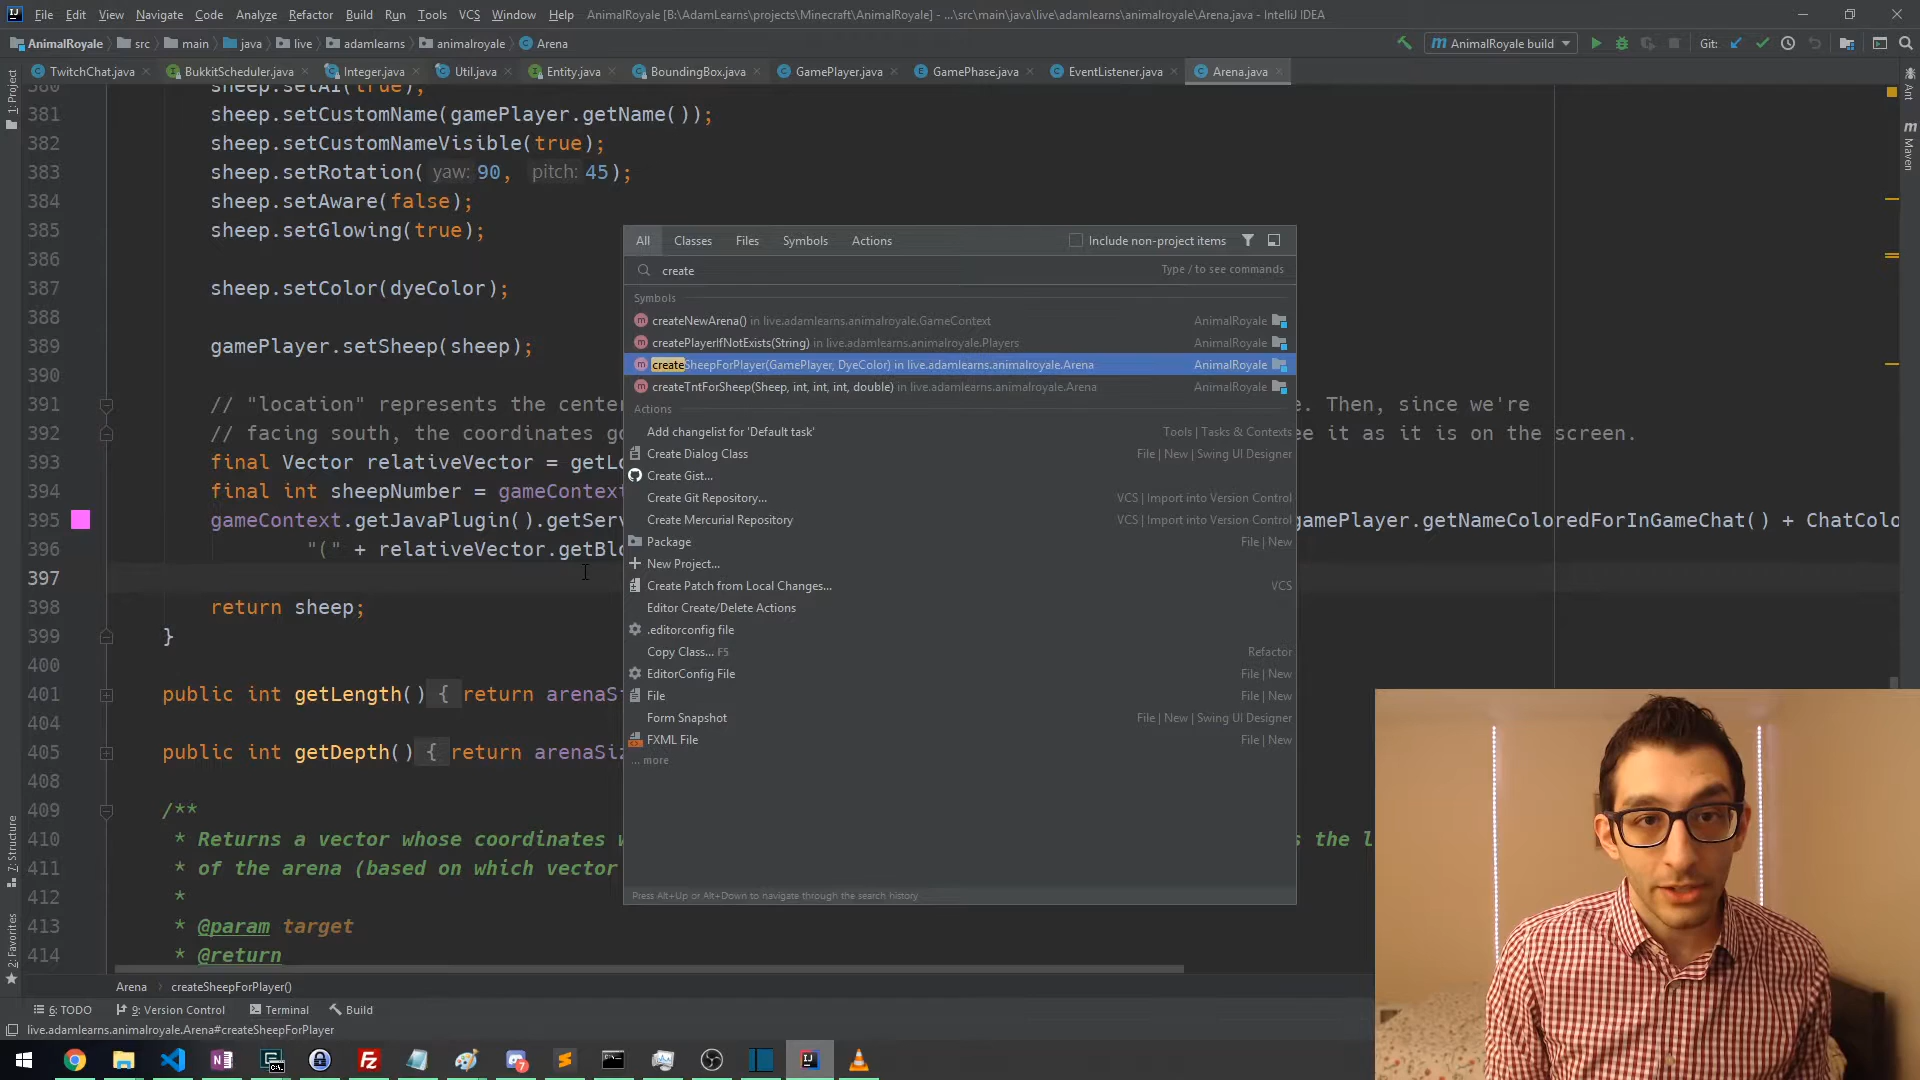 File Edit View Navigate Code Analyze Refactor Build Run Tools VCS Window Help AnimalRoyale [B:\AdamLearns\projects\Minecraft\AnimalRoyale] - ...\src\main\java\live\adamlearns\animalroyale\Arena.java - IntelliJ IDEA
AnimalRoyale src main java live adamlearns animalroyale Arena AnimalRoyale build Git:
TwitchChat.java BukkitScheduler.java Integer.java Util.java Entity.java BoundingBox.java GamePlayer.java GamePhase.java EventListener.java Arena.java
1: Project
Ant
Maven
7: Structure
2: Favorites
380 sheep.setAI(true);
381 sheep.setCustomName(gamePlayer.getName());
382 sheep.setCustomNameVisible(true);
383 sheep.setRotation( yaw: 90, pitch: 45);
384 sheep.setAware(false);
385 sheep.setGlowing(true);
386
387 sheep.setColor(dyeColor);
388
389 gamePlayer.setSheep(sheep);
390
391 // "location" represents the center e. Then, since we're
392 // facing south, the coordinates go ee it as it is on the screen.
393 final Vector relativeVector = getLo
394 final int sheepNumber = gameContext
395 gameContext.getJavaPlugin().getServ gamePlayer.getNameColoredForInGameChat() + ChatColo
396 "(" + relativeVector.getBlo
397
398 return sheep;
399 }
400
401 public int getLength() { return arenaSi
404
405 public int getDepth() { return arenaSiz
408
409 /**
410 * Returns a vector whose coordinates w s the l
411 * of the arena (based on which vector
412 *
413 * @param target
414 * @return
All Classes Files Symbols Actions Include non-project items
create Type / to see commands
Symbols
createNewArena() in live.adamlearns.animalroyale.GameContext AnimalRoyale
createPlayerIfNotExists(String) in live.adamlearns.animalroyale.Players AnimalRoyale
createSheepForPlayer(GamePlayer, DyeColor) in live.adamlearns.animalroyale.Arena AnimalRoyale
createTntForSheep(Sheep, int, int, int, double) in live.adamlearns.animalroyale.Arena AnimalRoyale
Actions
Add changelist for 'Default task' Tools | Tasks & Contexts
Create Dialog Class File | New | Swing UI Designer
Create Gist...
Create Git Repository... VCS | Import into Version Control
Create Mercurial Repository VCS | Import into Version Control
Package File | New
New Project...
Create Patch from Local Changes... VCS
Editor Create/Delete Actions
.editorconfig file
Copy Class... F5 Refactor
EditorConfig File File | New
File File | New
Form Snapshot File | New | Swing UI Designer
FXML File File | New
... more
Press Alt+Up or Alt+Down to navigate through the search history
Arena createSheepForPlayer()
6: TODO 9: Version Control Terminal Build
live.adamlearns.animalroyale.Arena#createSheepForPlayer